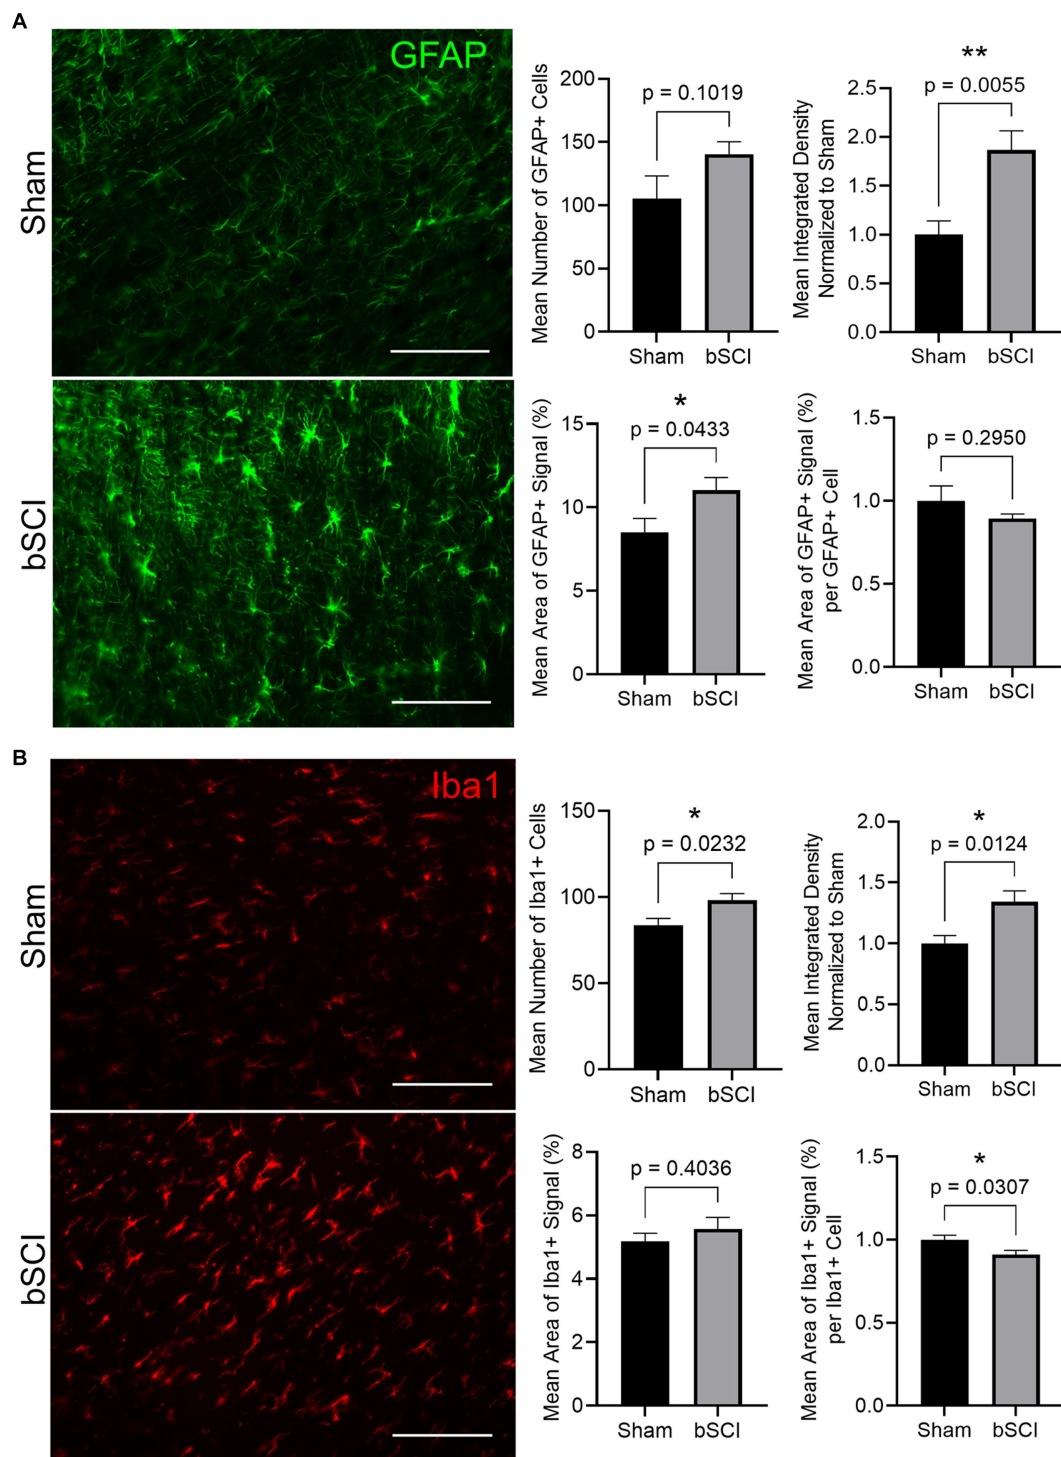 A
GFAP
Sham
bSCI
Mean Number of GFAP+ Cells
200
150
100
50
0
p = 0.1019
Sham bSCI
Mean Integrated Density
Normalized to Sham
2.5
2.0
1.5
1.0
0.5
0.0
**
p = 0.0055
Sham bSCI
Mean Area of GFAP+ Signal (%)
15
10
5
0
*
p = 0.0433
Sham bSCI
Mean Area of GFAP+ Signal (%)
per GFAP+ Cell
1.5
1.0
0.5
0.0
p = 0.2950
Sham bSCI
B
Iba1
Sham
bSCI
Mean Number of Iba1+ Cells
150
100
50
0
*
p = 0.0232
Sham bSCI
Mean Integrated Density
Normalized to Sham
2.0
1.5
1.0
0.5
0.0
*
p = 0.0124
Sham bSCI
Mean Area of Iba1+ Signal (%)
8
6
4
2
0
p = 0.4036
Sham bSCI
Mean Area of Iba1+ Signal (%)
per Iba1+ Cell
1.5
1.0
0.5
0.0
*
p = 0.0307
Sham bSCI